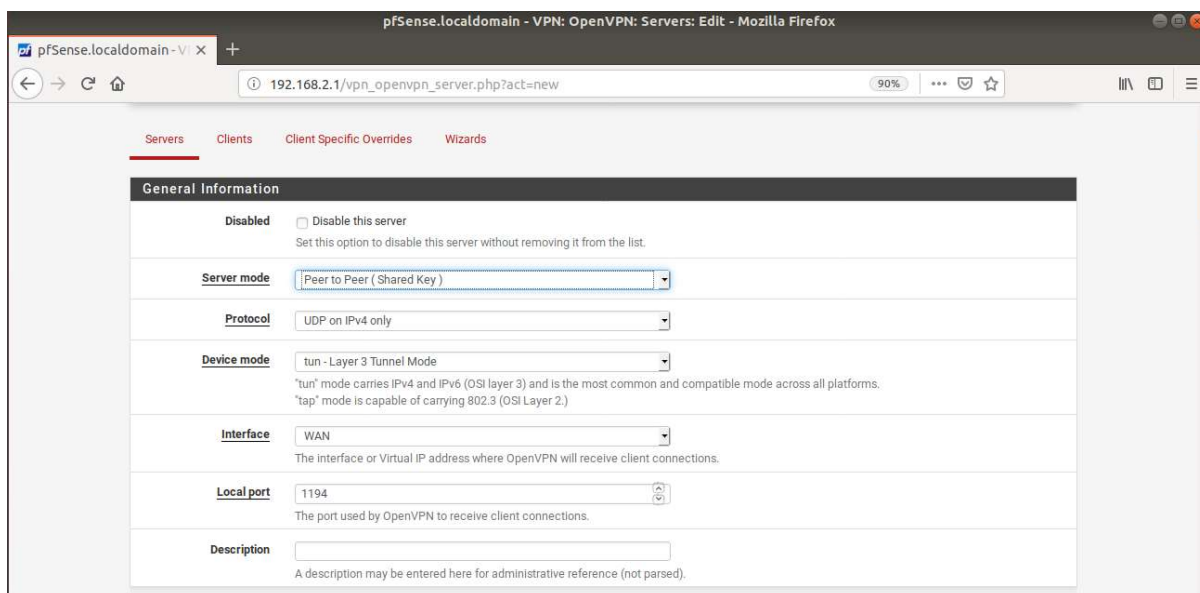 pfSense.localdomain - VPN: OpenVPN: Servers: Edit - Mozilla Firefox
pfSense.localdomain - V
192.168.2.1/vpn_openvpn_server.php?act=new
90%
Servers Clients Client Specific Overrides Wizards
General Information
Disabled Disable this server
Set this option to disable this server without removing it from the list.
Server mode Peer to Peer ( Shared Key )
Protocol UDP on IPv4 only
Device mode tun - Layer 3 Tunnel Mode
"tun" mode carries IPv4 and IPv6 (OSI layer 3) and is the most common and compatible mode across all platforms.
"tap" mode is capable of carrying 802.3 (OSI Layer 2.)
Interface WAN
The interface or Virtual IP address where OpenVPN will receive client connections.
Local port 1194
The port used by OpenVPN to receive client connections.
Description
A description may be entered here for administrative reference (not parsed).